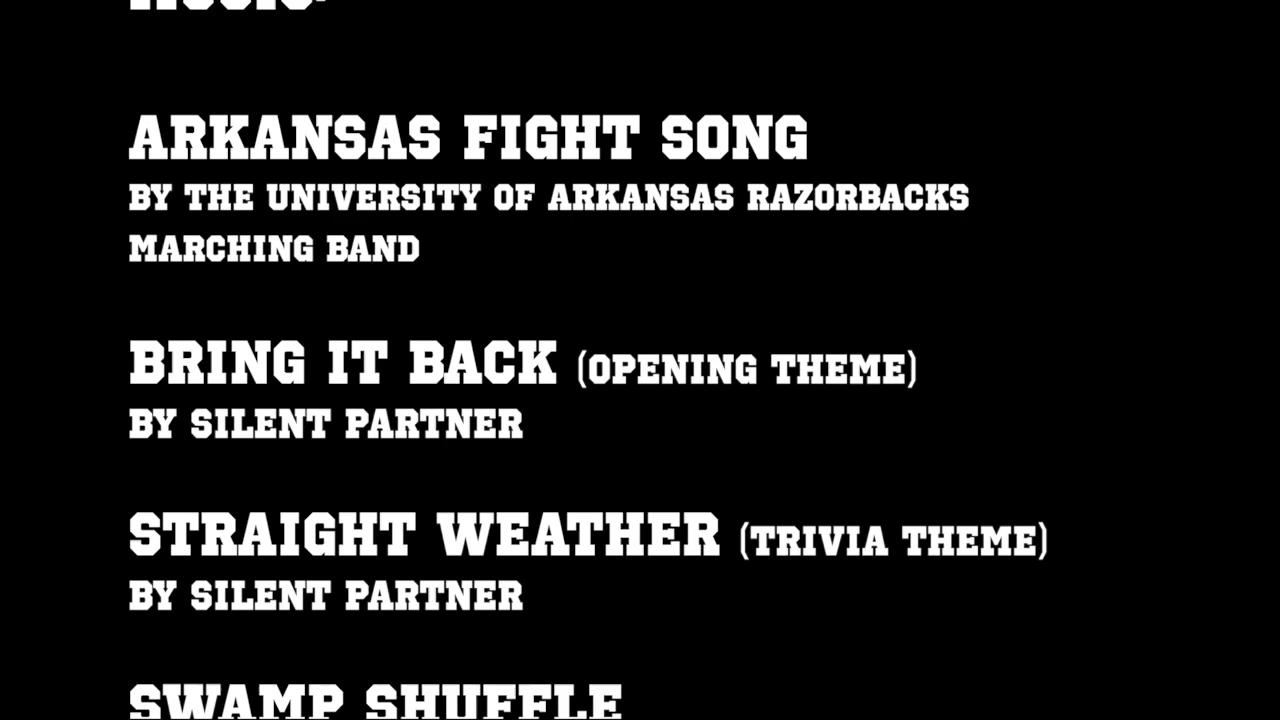 MUSIC:
ARKANSAS FIGHT SONG
BY THE UNIVERSITY OF ARKANSAS RAZORBACKS
MARCHING BAND
BRING IT BACK (OPENING THEME)
BY SILENT PARTNER
STRAIGHT WEATHER (TRIVIA THEME)
BY SILENT PARTNER
SWAMP SHUFFLE